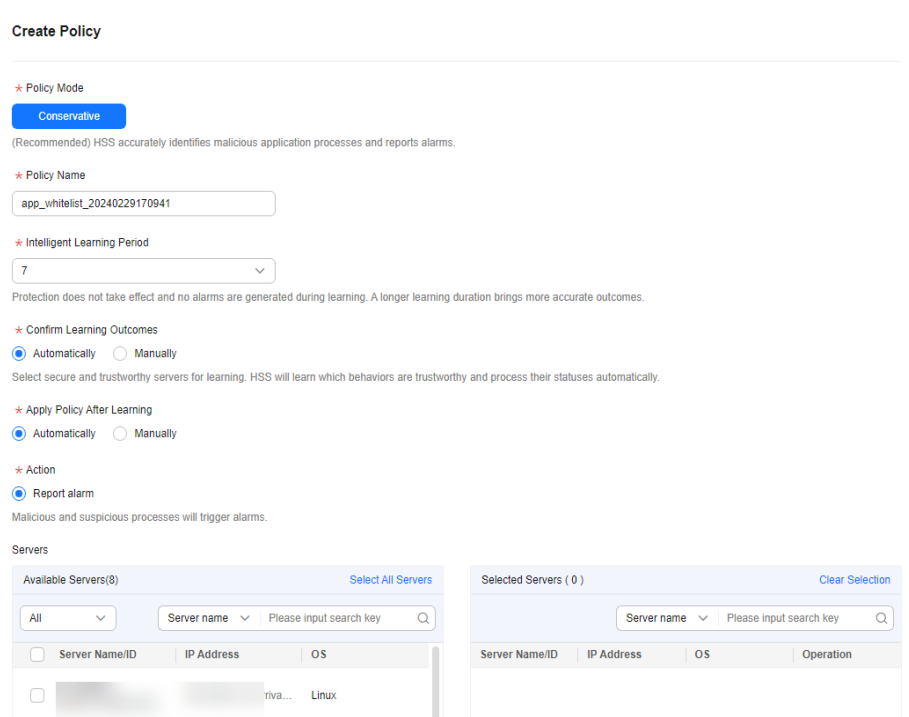 Create Policy
* Policy Mode
Conservative
(Recommended) HSS accurately identifies malicious application processes and reports alarms.
* Policy Name
app_whitelist_20240229170941
* Intelligent Learning Period
7
Protection does not take effect and no alarms are generated during learning. A longer learning duration brings more accurate outcomes.
* Confirm Learning Outcomes
Automatically Manually
Select secure and trustworthy servers for learning. HSS will learn which behaviors are trustworthy and process their statuses automatically.
* Apply Policy After Learning
Automatically Manually
* Action
Report alarm
Malicious and suspicious processes will trigger alarms.
Servers
Available Servers(8) Select All Servers Selected Servers ( 0 ) Clear Selection
All Server name Please input search key Server name Please input search key
Server Name/ID IP Address OS Server Name/ID IP Address OS Operation
Linux